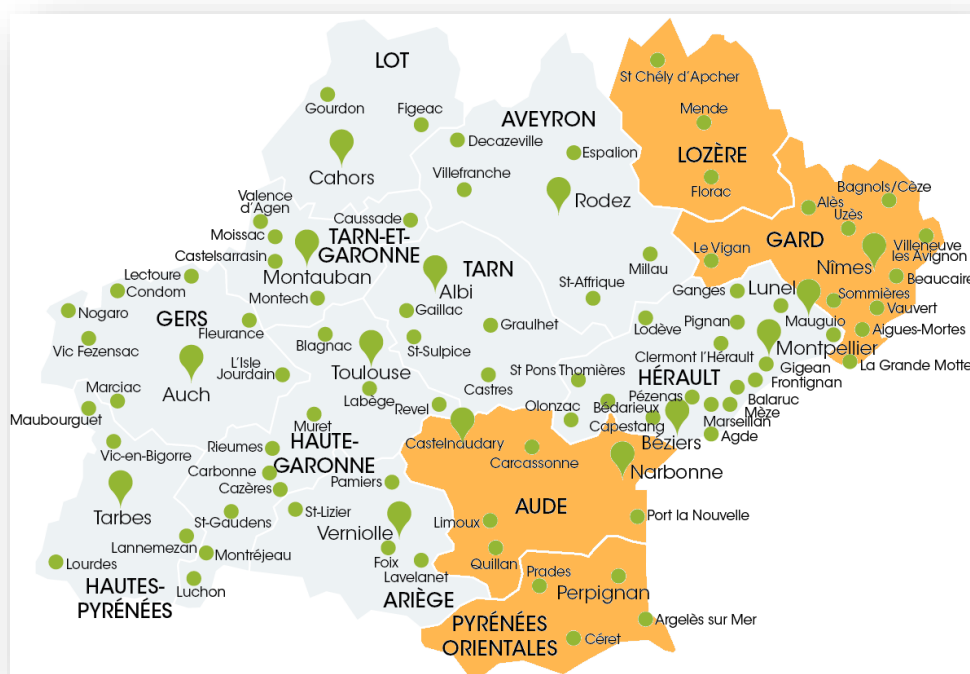 LOT
Gourdon
Figeac
Cahors
AVEYRON
Decazeville
Espalion
Villefranche
Rodez
Millau
St-Affrique
St Chély d'Apcher
Mende
LOZÈRE
Florac
Bagnols/Cèze
Alès
Uzès
GARD
Le Vigan
Villeneuve
les Avignon
Nîmes
Beaucaire
Sommières
Vauvert
Aigues-Mortes
La Grande Motte
Valence
d'Agen
Moissac
Castelsarrasin
Caussade
TARN-ET-
GARONNE
Montauban
Montech
TARN
Albi
Gaillac
Graulhet
St-Sulpice
Castres
Lectoure
Condom
Nogaro
GERS
Fleurance
Vic Fezensac
L'Isle
Jourdain
Auch
Marciac
Maubourguet
Vic-en-Bigorre
Tarbes
Lannemezan
Lourdes
HAUTES-
PYRÉNÉES
Blagnac
Toulouse
Labège
Revel
Muret
HAUTE-
GARONNE
Rieumes
Carbonne
Cazères
St-Gaudens
Montréjeau
Luchon
Pamiers
St-Lizier
Verniolle
Foix
Lavelanet
ARIÈGE
Ganges
Lunel
Lodève
Pignan
Mauguio
Montpellier
Clermont l'Hérault
Gigean
Frontignan
HÉRAULT
St Pons Thomières
Balaruc
Pézenas
Mèze
Olonzac
Bédarieux
Marseillan
Capestang
Béziers
Agde
Castelnaudary
Carcassonne
Narbonne
AUDE
Port la Nouvelle
Limoux
Quillan
Prades
Perpignan
PYRÉNÉES
ORIENTALES
Argelès sur Mer
Céret